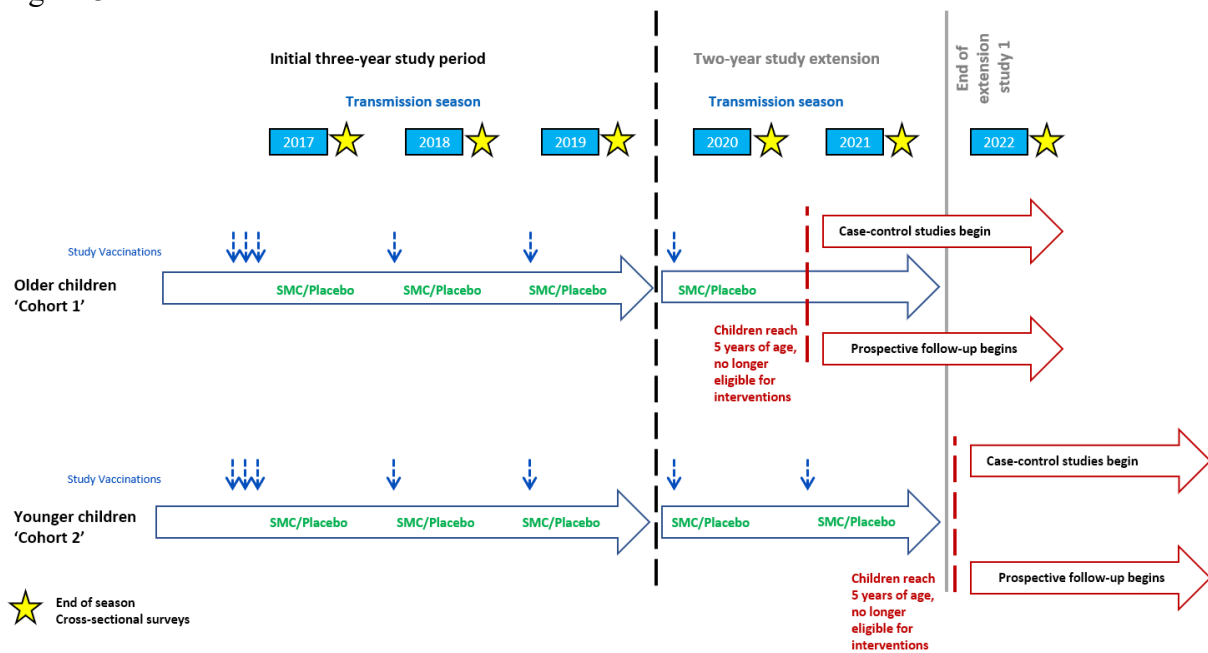 Initial three-year study period
Two-year study extension
End of
extension
study 1
Transmission season
Transmission season
2017
2018
2019
2020
2021
2022
Study Vaccinations
Case-control studies begin
Older children
‘Cohort 1’
SMC/Placebo
SMC/Placebo
SMC/Placebo
SMC/Placebo
Children reach
5 years of age,
no longer
eligible for
interventions
Prospective follow-up begins
Study Vaccinations
Case-control studies begin
Younger children
‘Cohort 2’
SMC/Placebo
SMC/Placebo
SMC/Placebo
SMC/Placebo
SMC/Placebo
Children reach
5 years of age,
no longer
eligible for
interventions
Prospective follow-up begins
End of season
Cross-sectional surveys